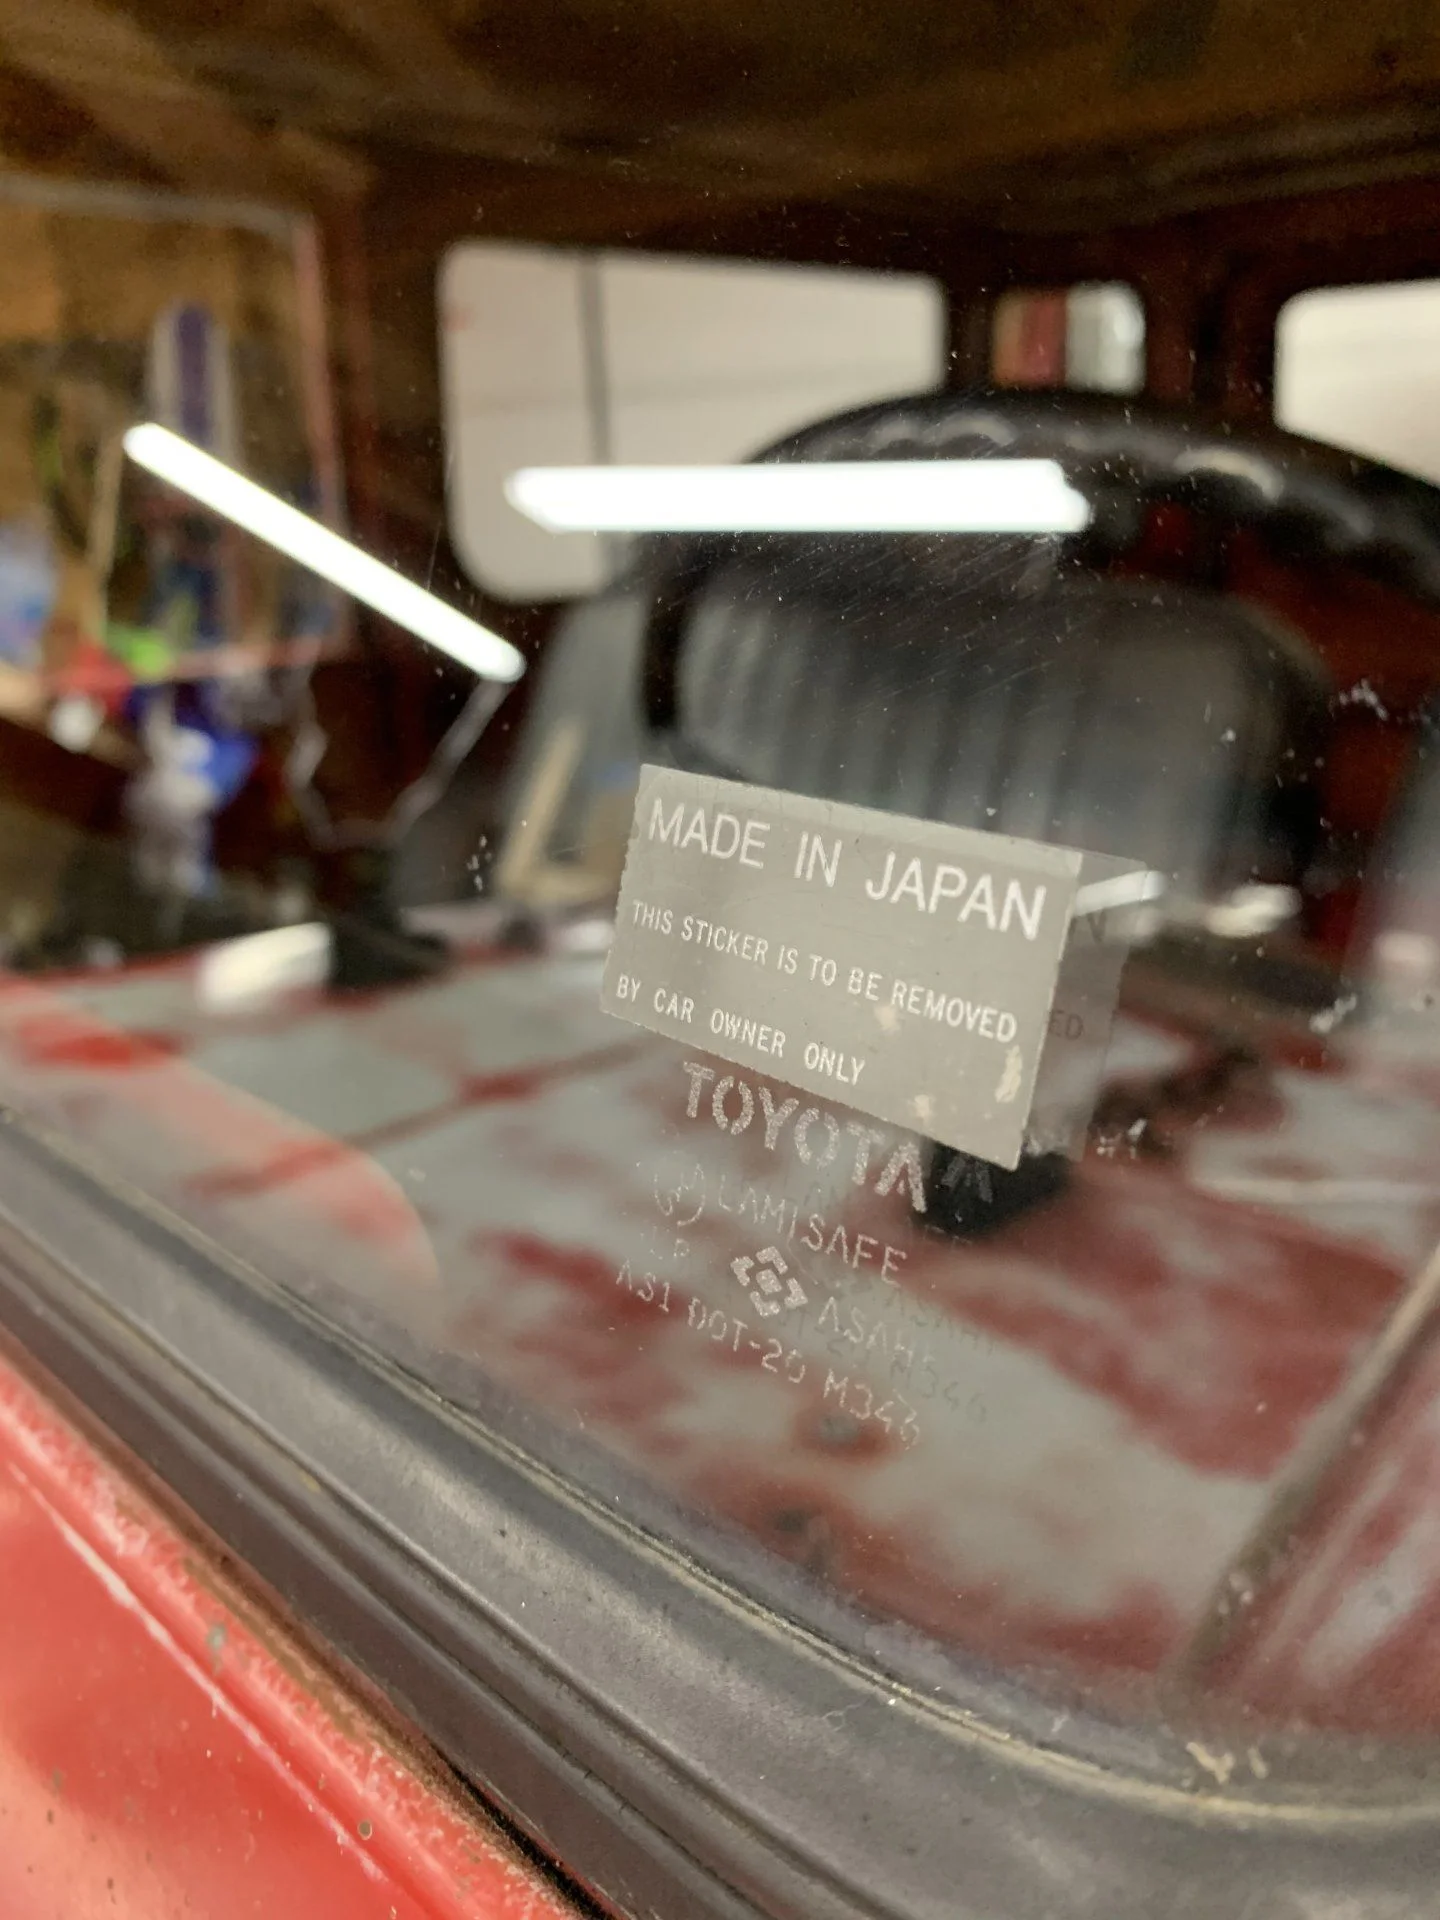 MADE IN JAPAN
THIS STICKER IS TO BE REMOVED
BY CAR OWNER ONLY
TOYOTA
LAMISAFE
ASAHI
AS1 DOT-20 M346